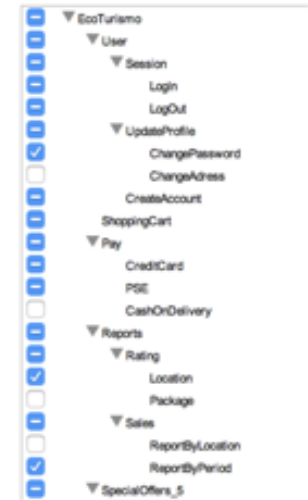 EcoTurismo
User
Session
LogIn
LogOut
UpdateProfile
ChangePassword
ChangeAdress
CreateAccount
ShoppingCart
Pay
CreditCard
PSE
CashOnDelivery
Reports
Rating
Location
Package
Sales
ReportByLocation
ReportByPeriod
SpecialOffers_5